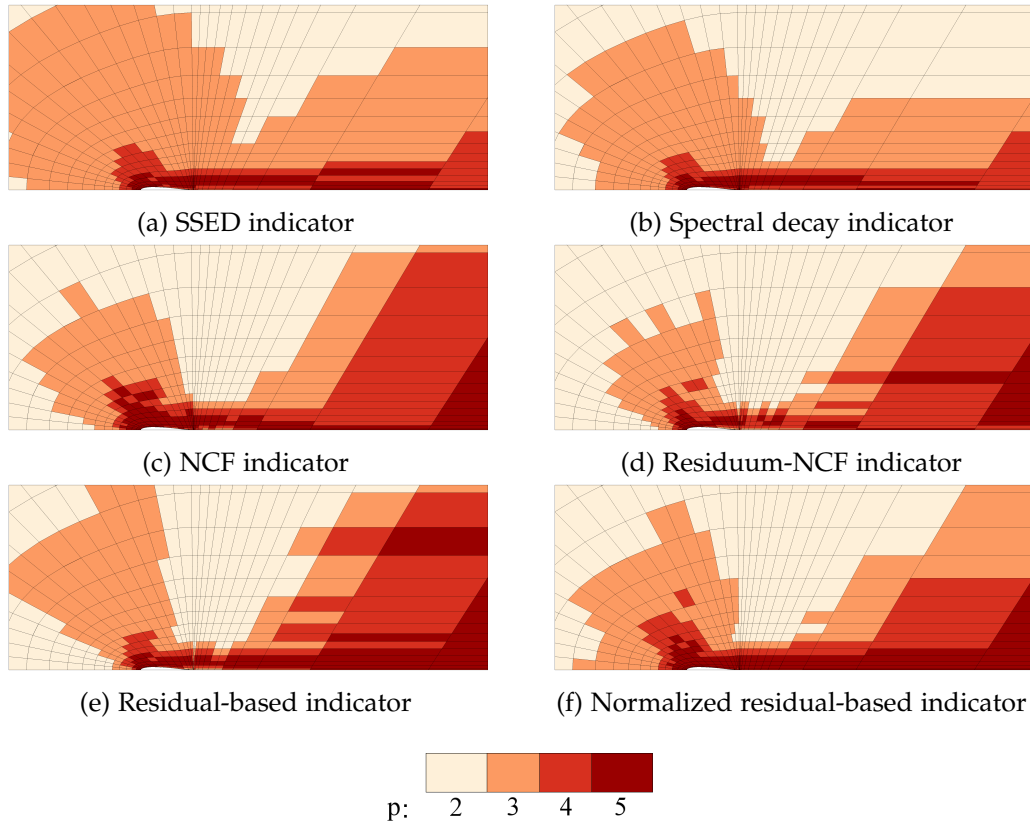 (a) SSED indicator
(b) Spectral decay indicator
(c) NCF indicator
(d) Residuum-NCF indicator
(e) Residual-based indicator
(f) Normalized residual-based indicator
p: 2 3 4 5